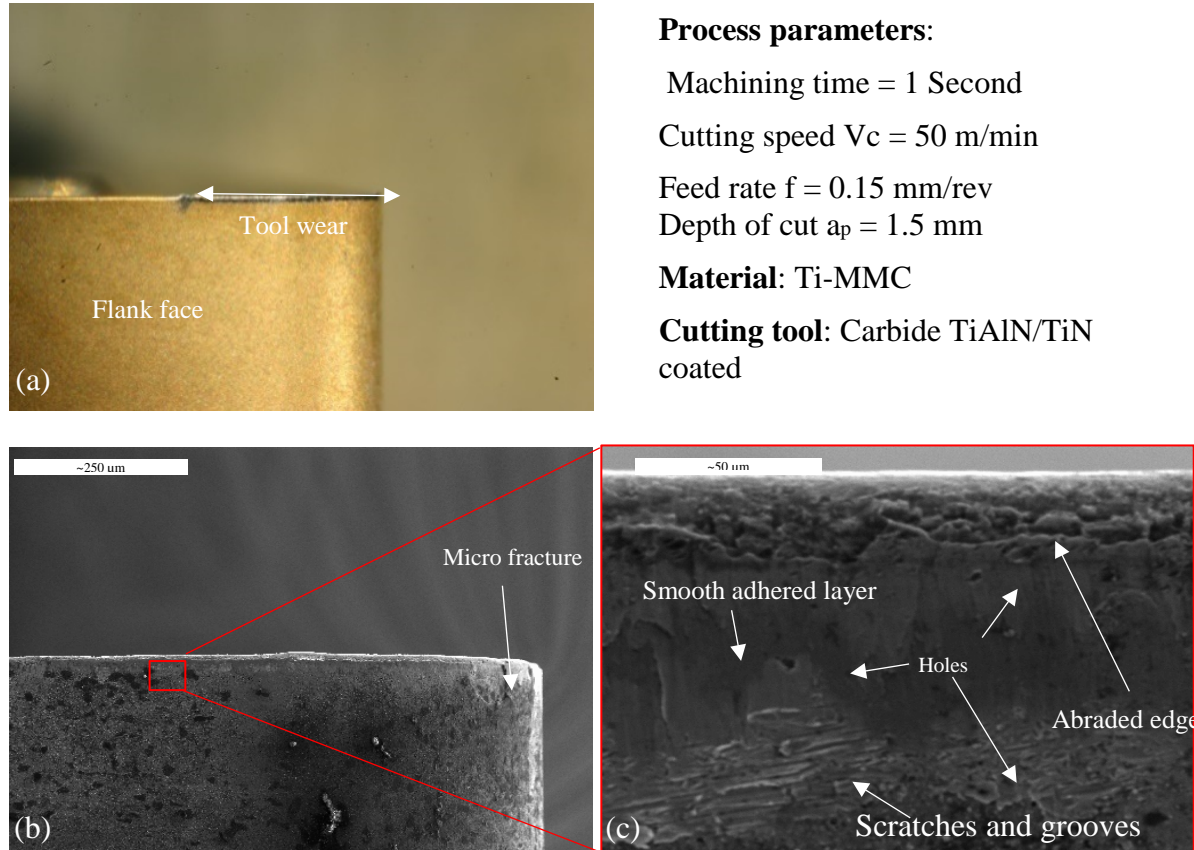 Process parameters:
Machining time = 1 Second
Cutting speed Vc = 50 m/min
Feed rate f = 0.15 mm/rev
Depth of cut ap = 1.5 mm
Material: Ti-MMC
Cutting tool: Carbide TiAlN/TiN
coated
Tool wear
Flank face
(a)
~250 um
Micro fracture
(b)
~50 um
Smooth adhered layer
Holes
Abraded edge
Scratches and grooves
(c)